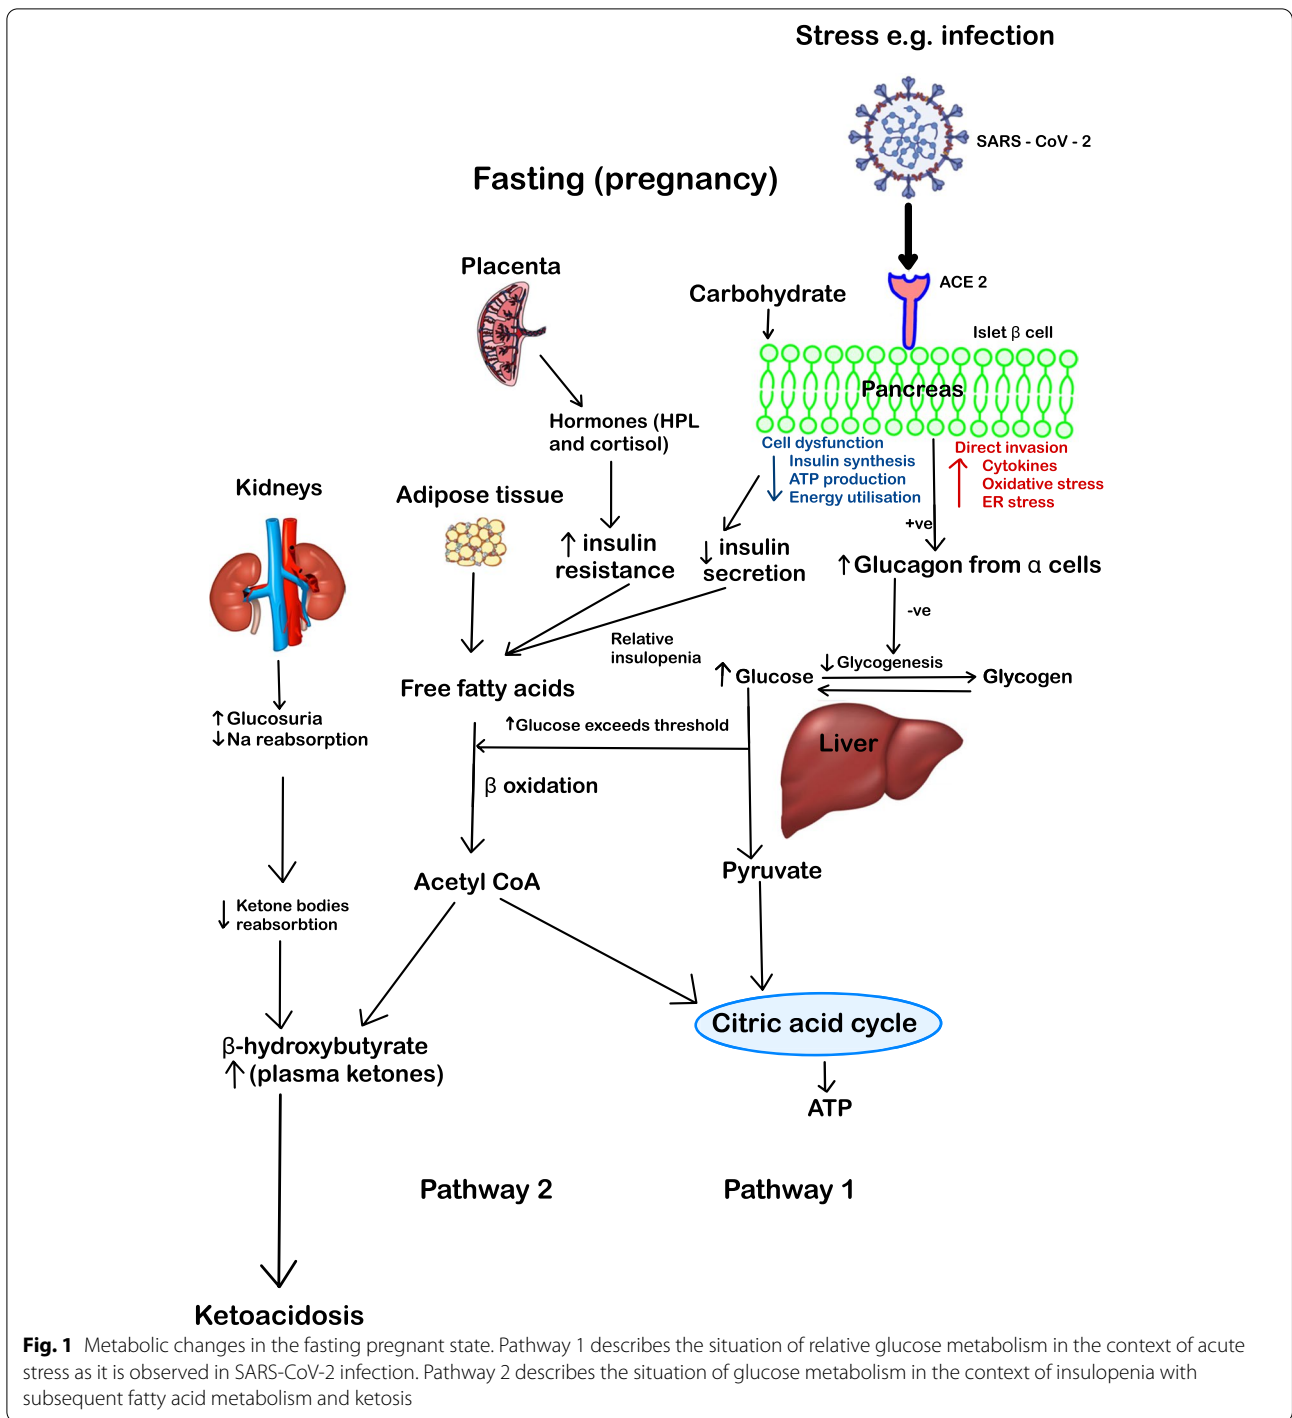 Stress e.g. infection
SARS - CoV - 2
Fasting (pregnancy)
Placenta
ACE 2
Carbohydrate
Islet β cell
Pancreas
Hormones (HPL
and cortisol)
Cell dysfunction
Insulin synthesis
ATP production
Energy utilisation
Direct invasion
Cytokines
Oxidative stress
ER stress
Kidneys
Adipose tissue
+ve
↑ insulin
resistance
↓ insulin
secretion
↑Glucagon from α cells
-ve
Relative
insulopenia
↑ Glucose
↓ Glycogenesis
Glycogen
Free fatty acids
↑Glucosuria
↓Na reabsorption
↑Glucose exceeds threshold
Liver
β oxidation
Pyruvate
Acetyl CoA
↓ Ketone bodies
reabsorbtion
Citric acid cycle
β-hydroxybutyrate
↑(plasma ketones)
ATP
Pathway 2
Pathway 1
Ketoacidosis
Fig. 1 Metabolic changes in the fasting pregnant state. Pathway 1 describes the situation of relative glucose metabolism in the context of acute
stress as it is observed in SARS-CoV-2 infection. Pathway 2 describes the situation of glucose metabolism in the context of insulopenia with
subsequent fatty acid metabolism and ketosis